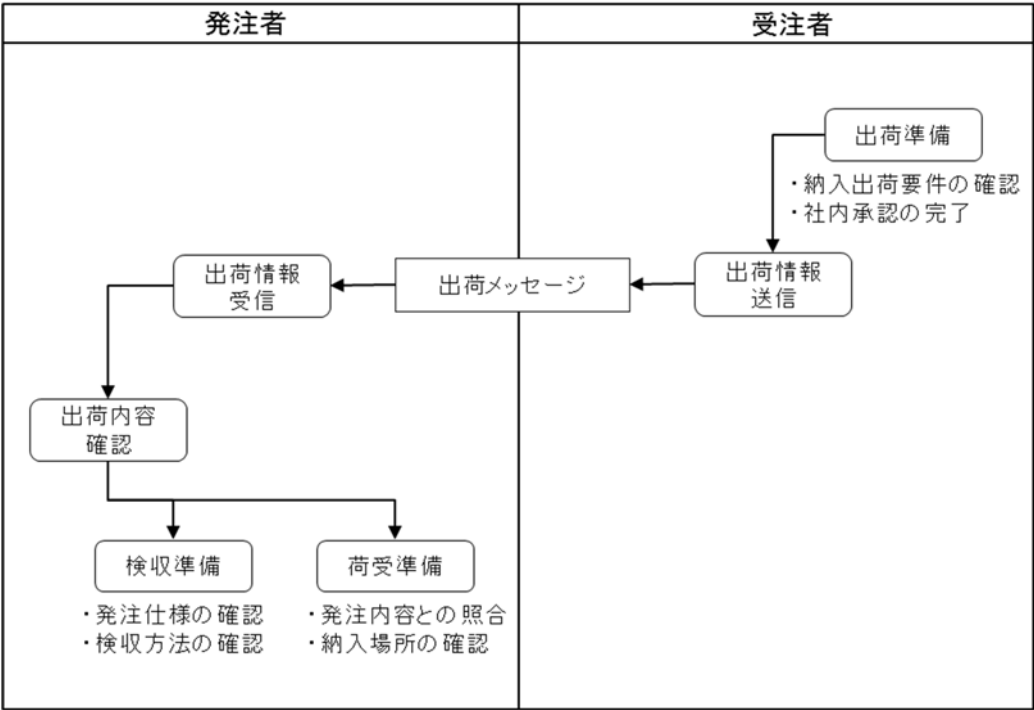 発注者
受注者
出荷準備
・納入出荷要件の確認
・社内承認の完了
出荷情報
受信
出荷メッセージ
出荷情報
送信
出荷内容
確認
検収準備
・発注仕様の確認
・検収方法の確認
荷受準備
・発注内容との照合
・納入場所の確認